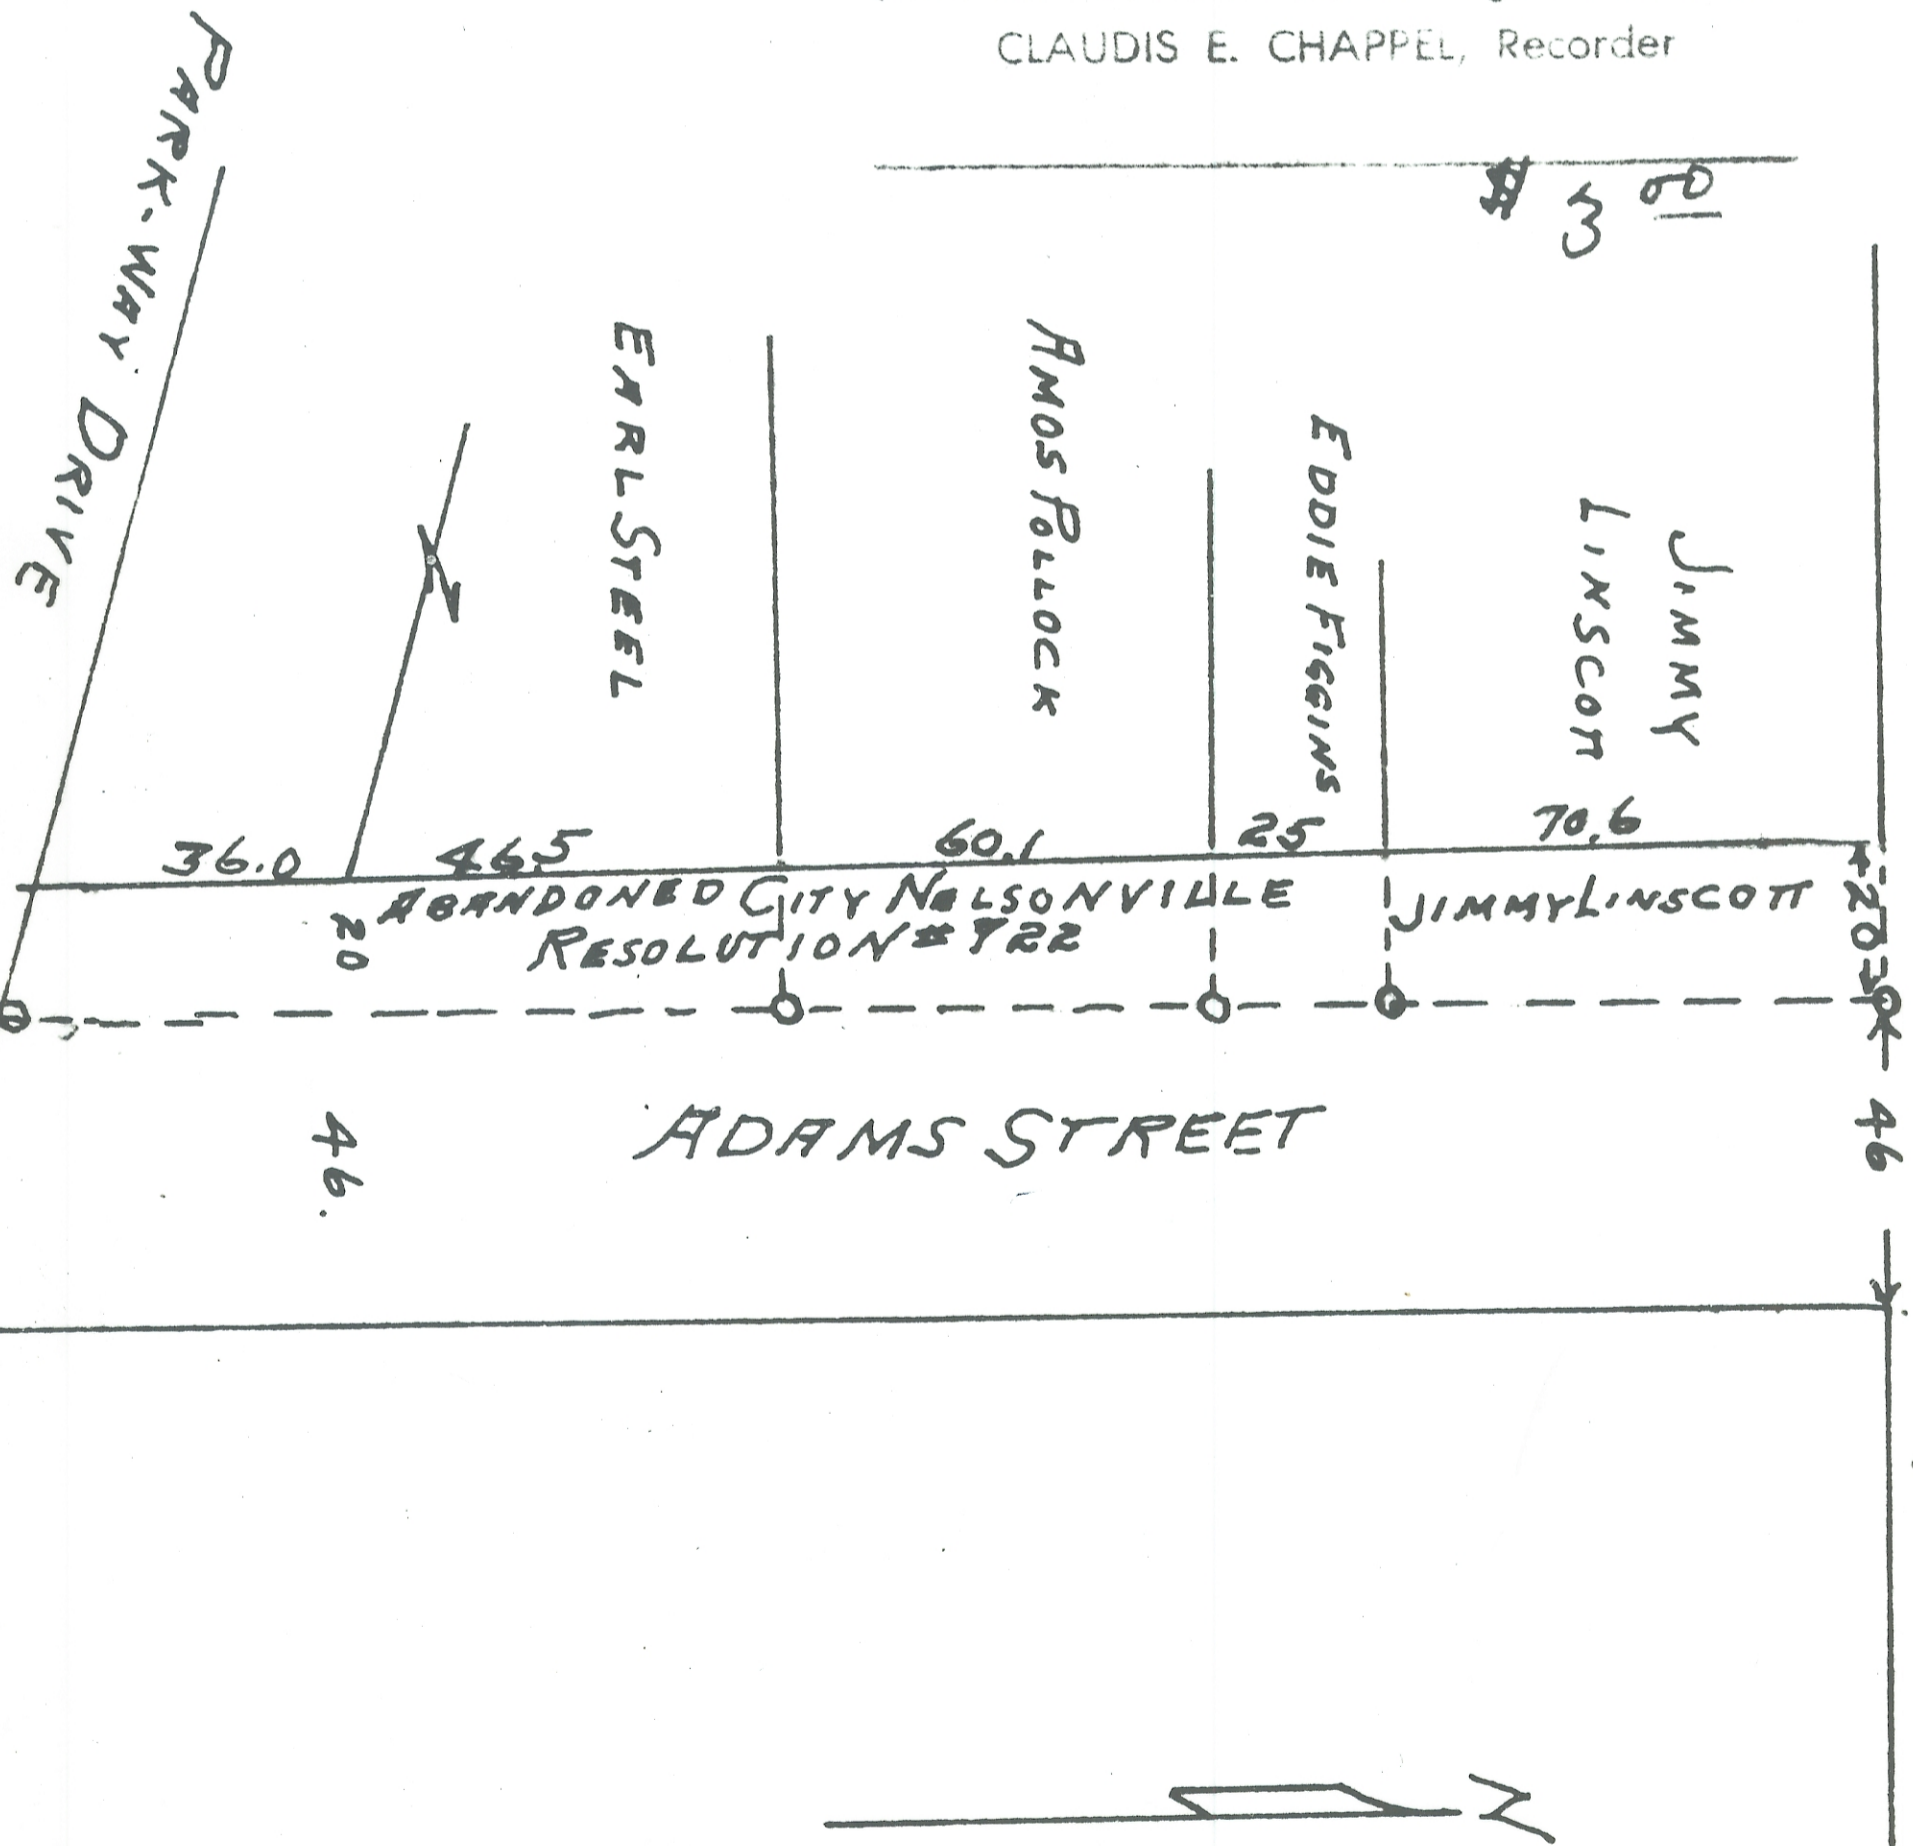 CLAUDIS E. CHAPPEL, Recorder
$ 3 00
PARK-WAY DRIVE
EARL STEEL
AMOS POLLOCK
EDDIE FIGGINS
JIMMY
LINSCOTT
36.0 46.5 60.1 25 70.6
ABANDONED CITY NELSONVILLE
RESOLUTION # 722
JIMMY LINSCOTT
20
20
46.
ADAMS STREET
46
N